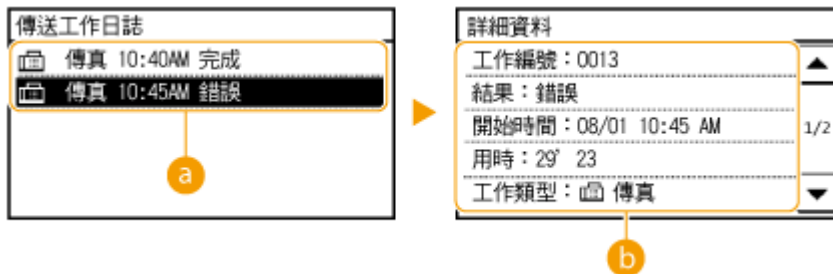 傳送工作日誌
傳真 10:40AM 完成
傳真 10:45AM 錯誤
a
詳細資料
工作編號：0013
結果：錯誤
開始時間：08/01 10:45 AM
用時：29’ 23
工作類型： 傳真
1/2
b